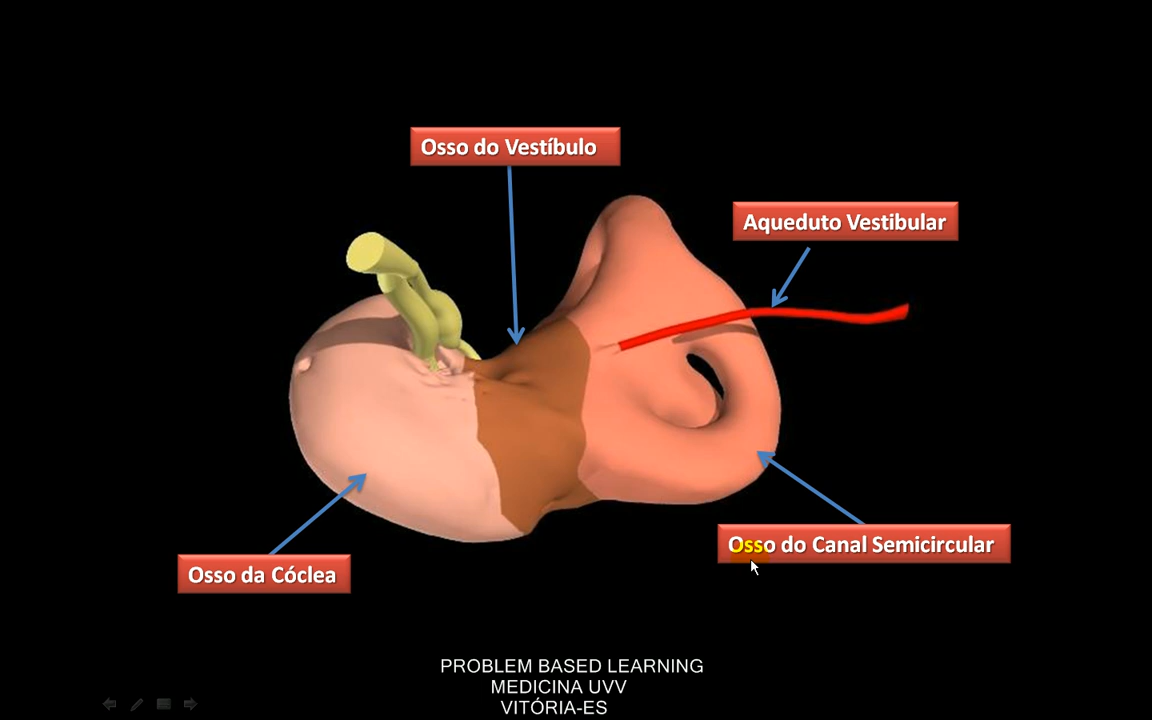 Osso do Vestíbulo
Aqueduto Vestibular
Osso do Canal Semicircular
Osso da Cóclea
PROBLEM BASED LEARNING
MEDICINA UVV
VITÓRIA-ES